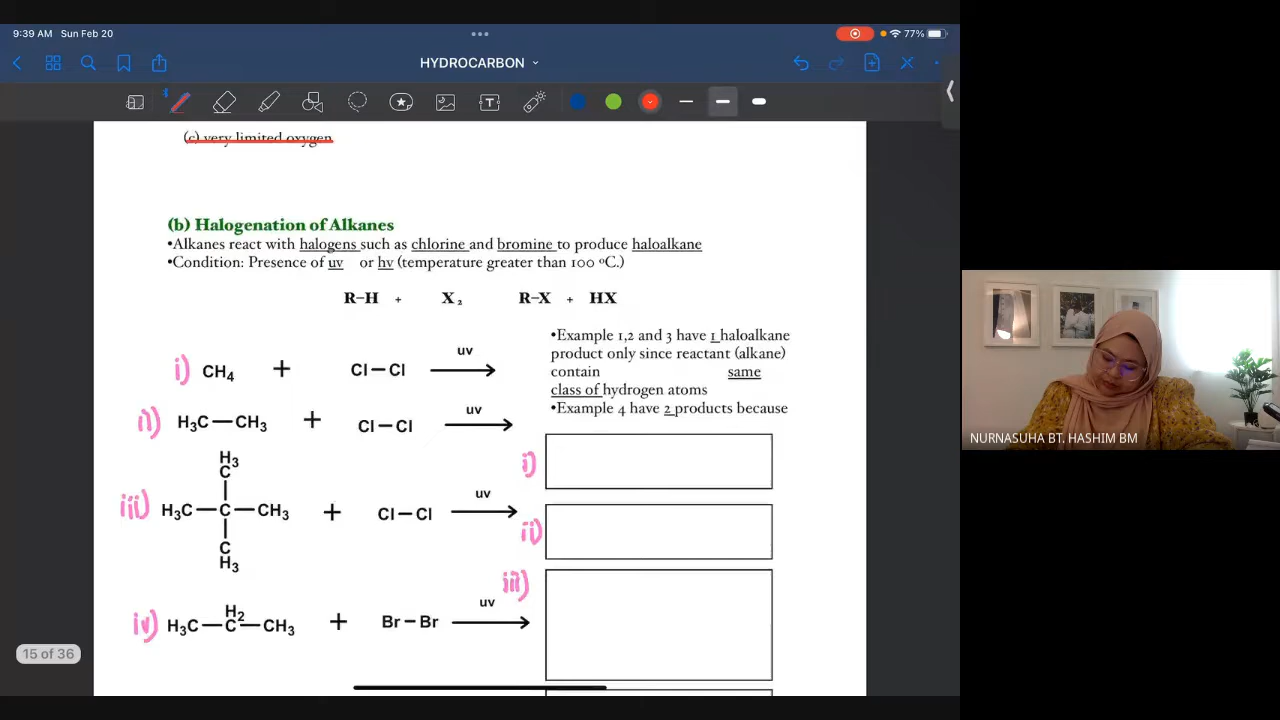 9:39 AM Sun Feb 20
77%
HYDROCARBON
(c) very limited oxygen
(b) Halogenation of Alkanes
•Alkanes react with halogens such as chlorine and bromine to produce haloalkane
•Condition: Presence of uv or hv (temperature greater than 100 ºC.)
R–H + X₂ R–X + HX
•Example 1,2 and 3 have 1 haloalkane
product only since reactant (alkane)
contain same
class of hydrogen atoms
•Example 4 have 2 products because
i) CH₄ + Cl–Cl uv
ii) H₃C–CH₃ + Cl–Cl uv
i)
H₃
C
iii) H₃C–C–CH₃ + Cl–Cl uv
C
H₃
ii)
iii)
H₂
iv) H₃C–C–CH₃ + Br–Br uv
15 of 36
NURNASUHA BT. HASHIM BM